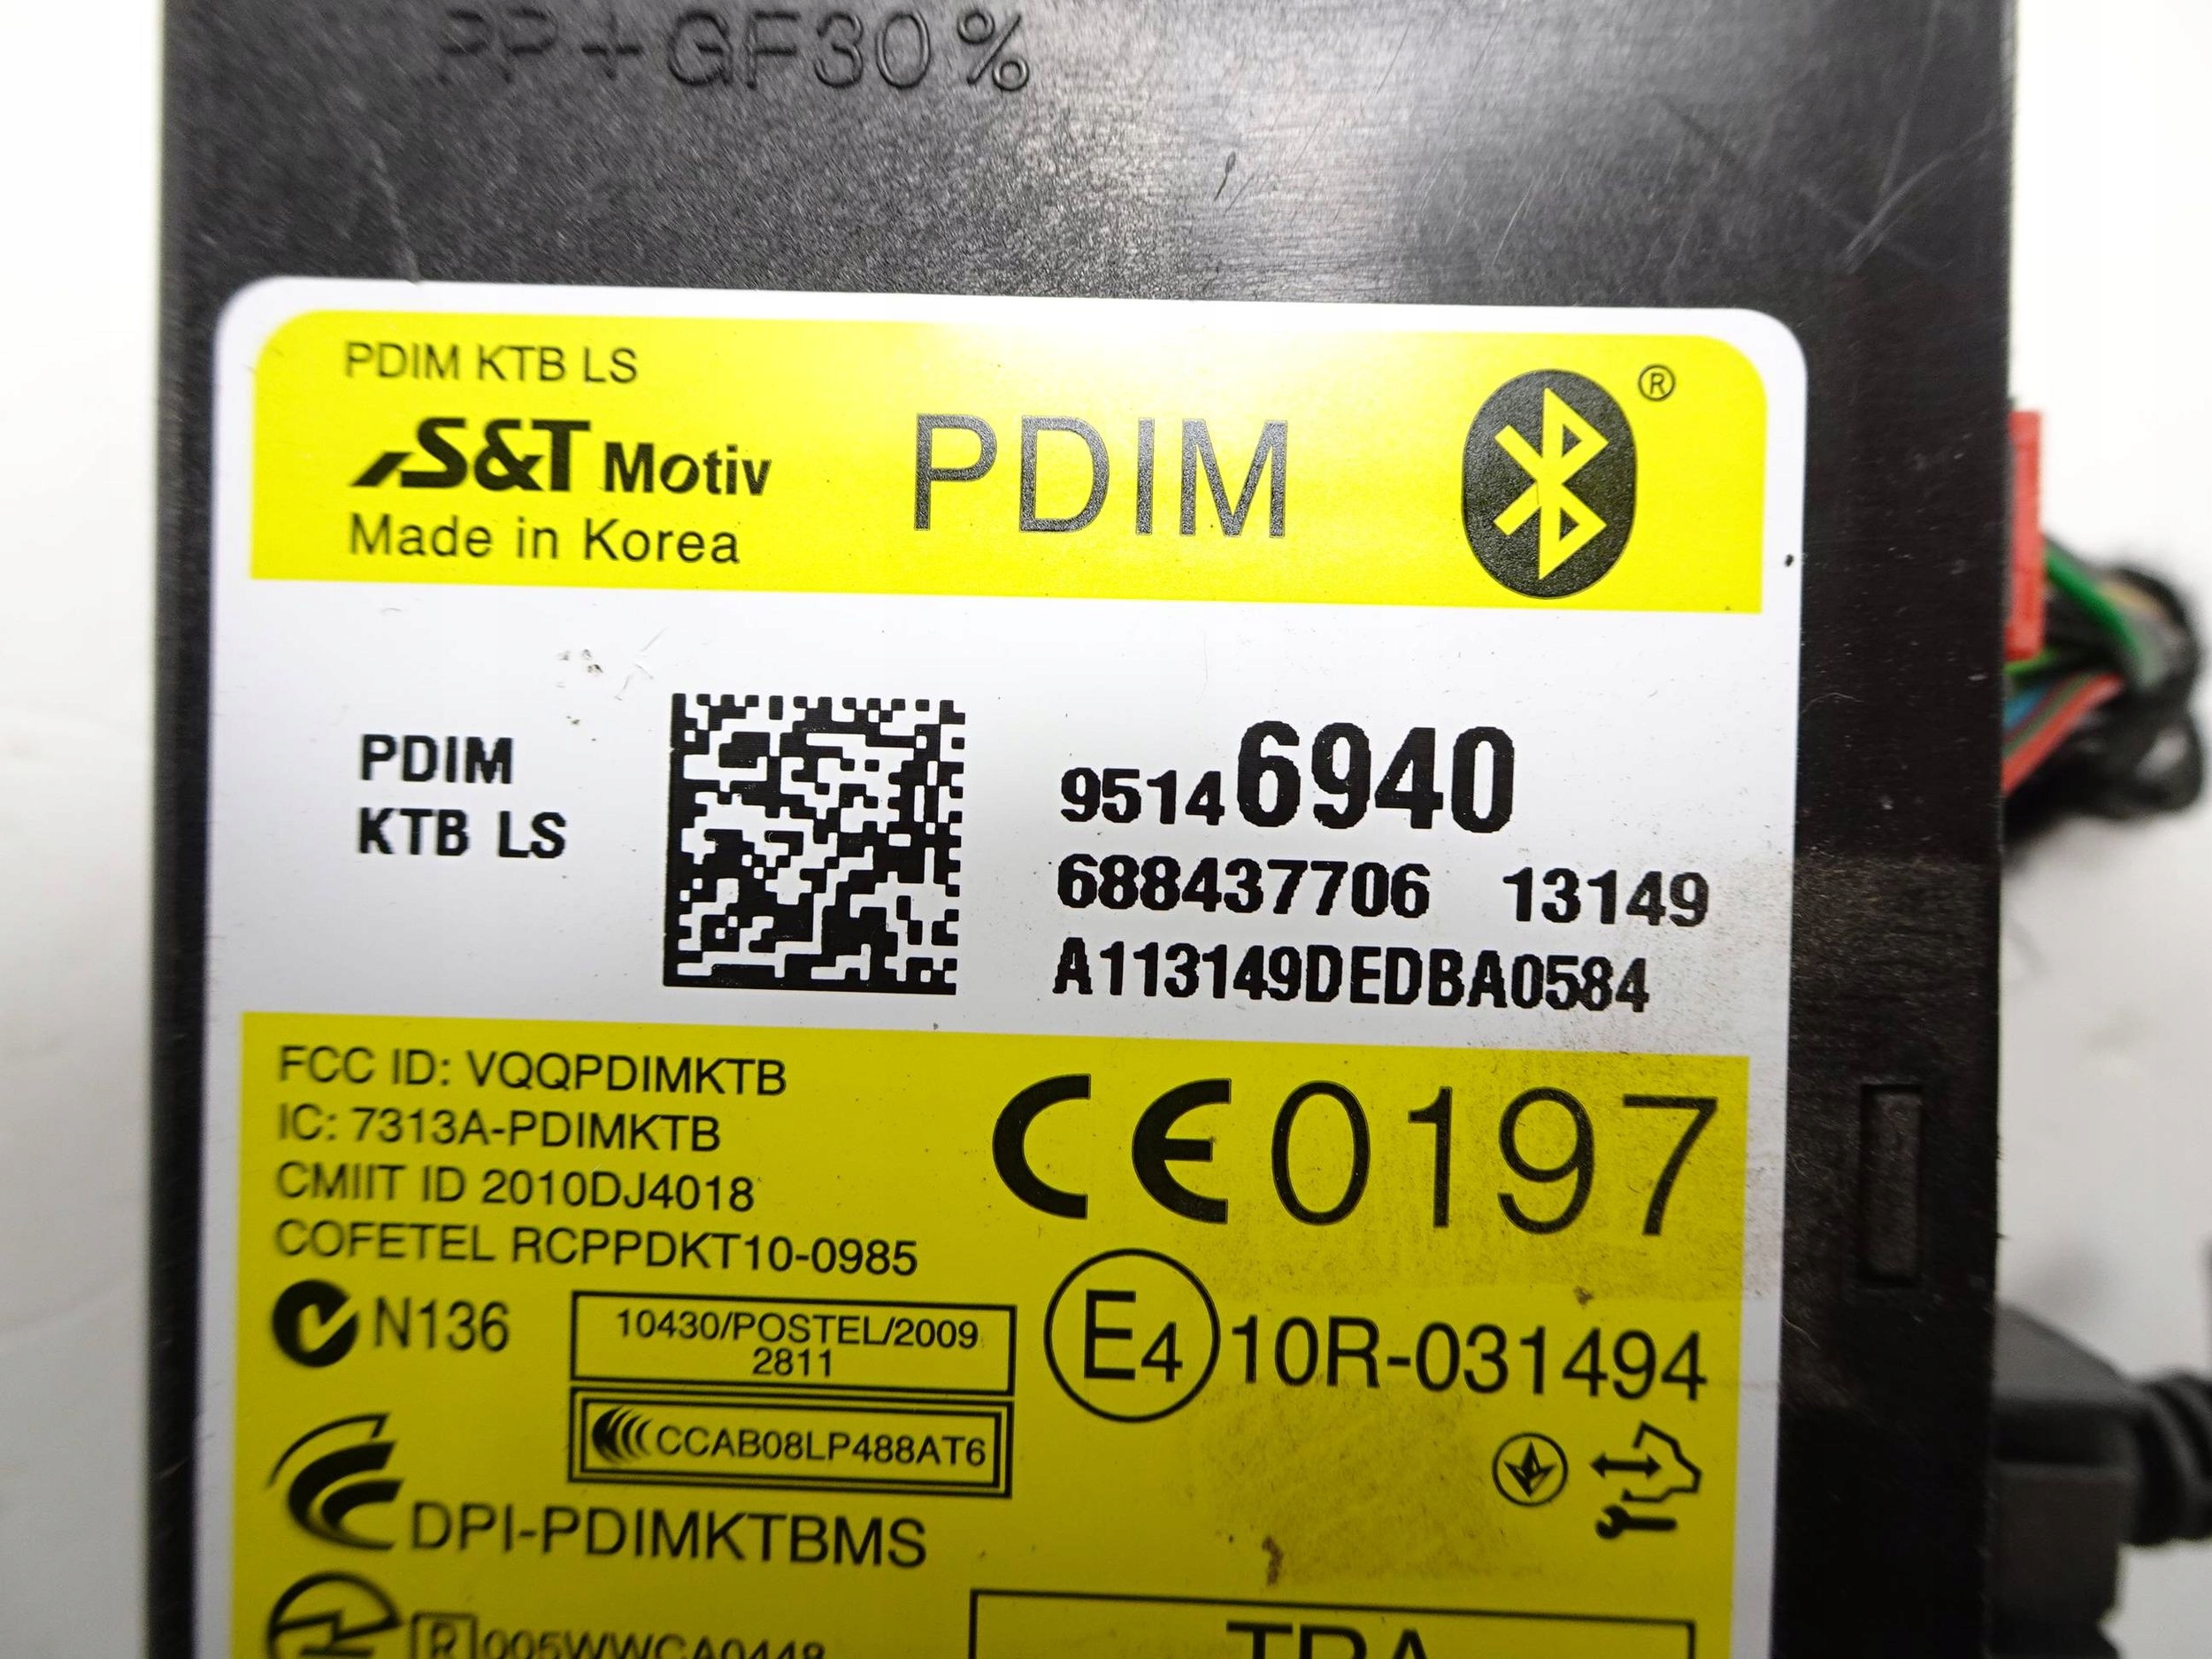 PP+GF30%
PDIM KTB LS
S&T Motiv
Made in Korea
PDIM
®
PDIM
KTB LS
95146940
688437706 13149
A113149DEDBA0584
FCC ID: VQQPDIMKTB
IC: 7313A-PDIMKTB
CMIIT ID 2010DJ4018
COFETEL RCPPDKT10-0985
CE0197
N136
10430/POSTEL/2009
2811
E4 10R-031494
CCAB08LP488AT6
DPI-PDIMKTBMS
R 005WWCA0448
TRA